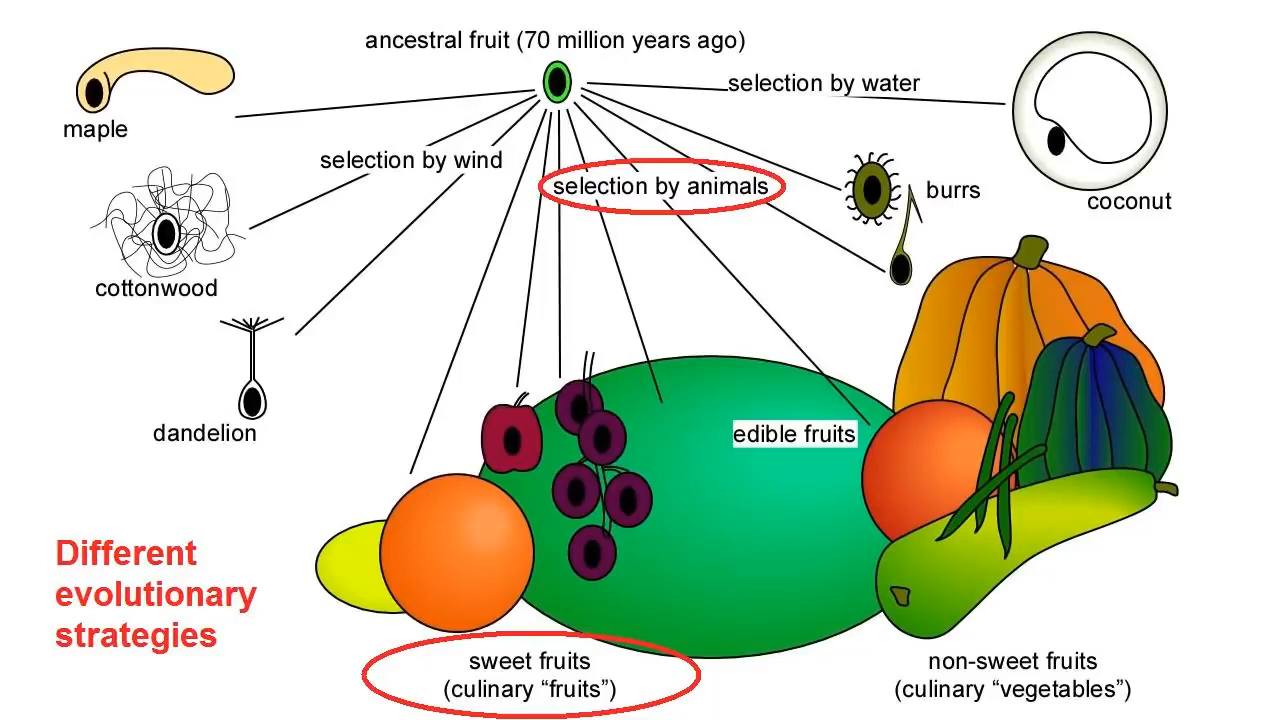 ancestral fruit (70 million years ago)
selection by water
maple
selection by wind
selection by animals
burrs
coconut
cottonwood
dandelion
edible fruits
Different
evolutionary
strategies
sweet fruits
(culinary “fruits”)
non-sweet fruits
(culinary “vegetables”)